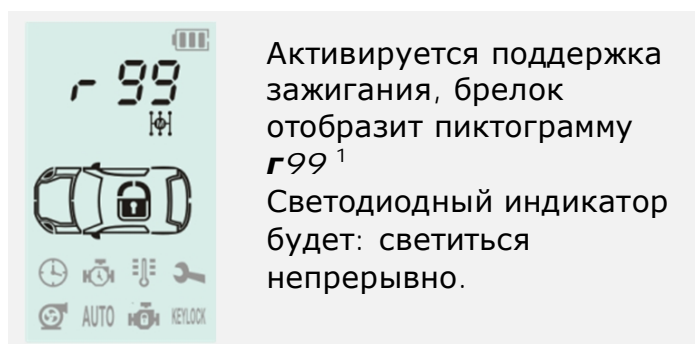 r 99
AUTO
KEYLOCK
Активируется поддержка
зажигания, брелок
отобразит пиктограмму
r99 ¹
Светодиодный индикатор
будет: светиться
непрерывно.